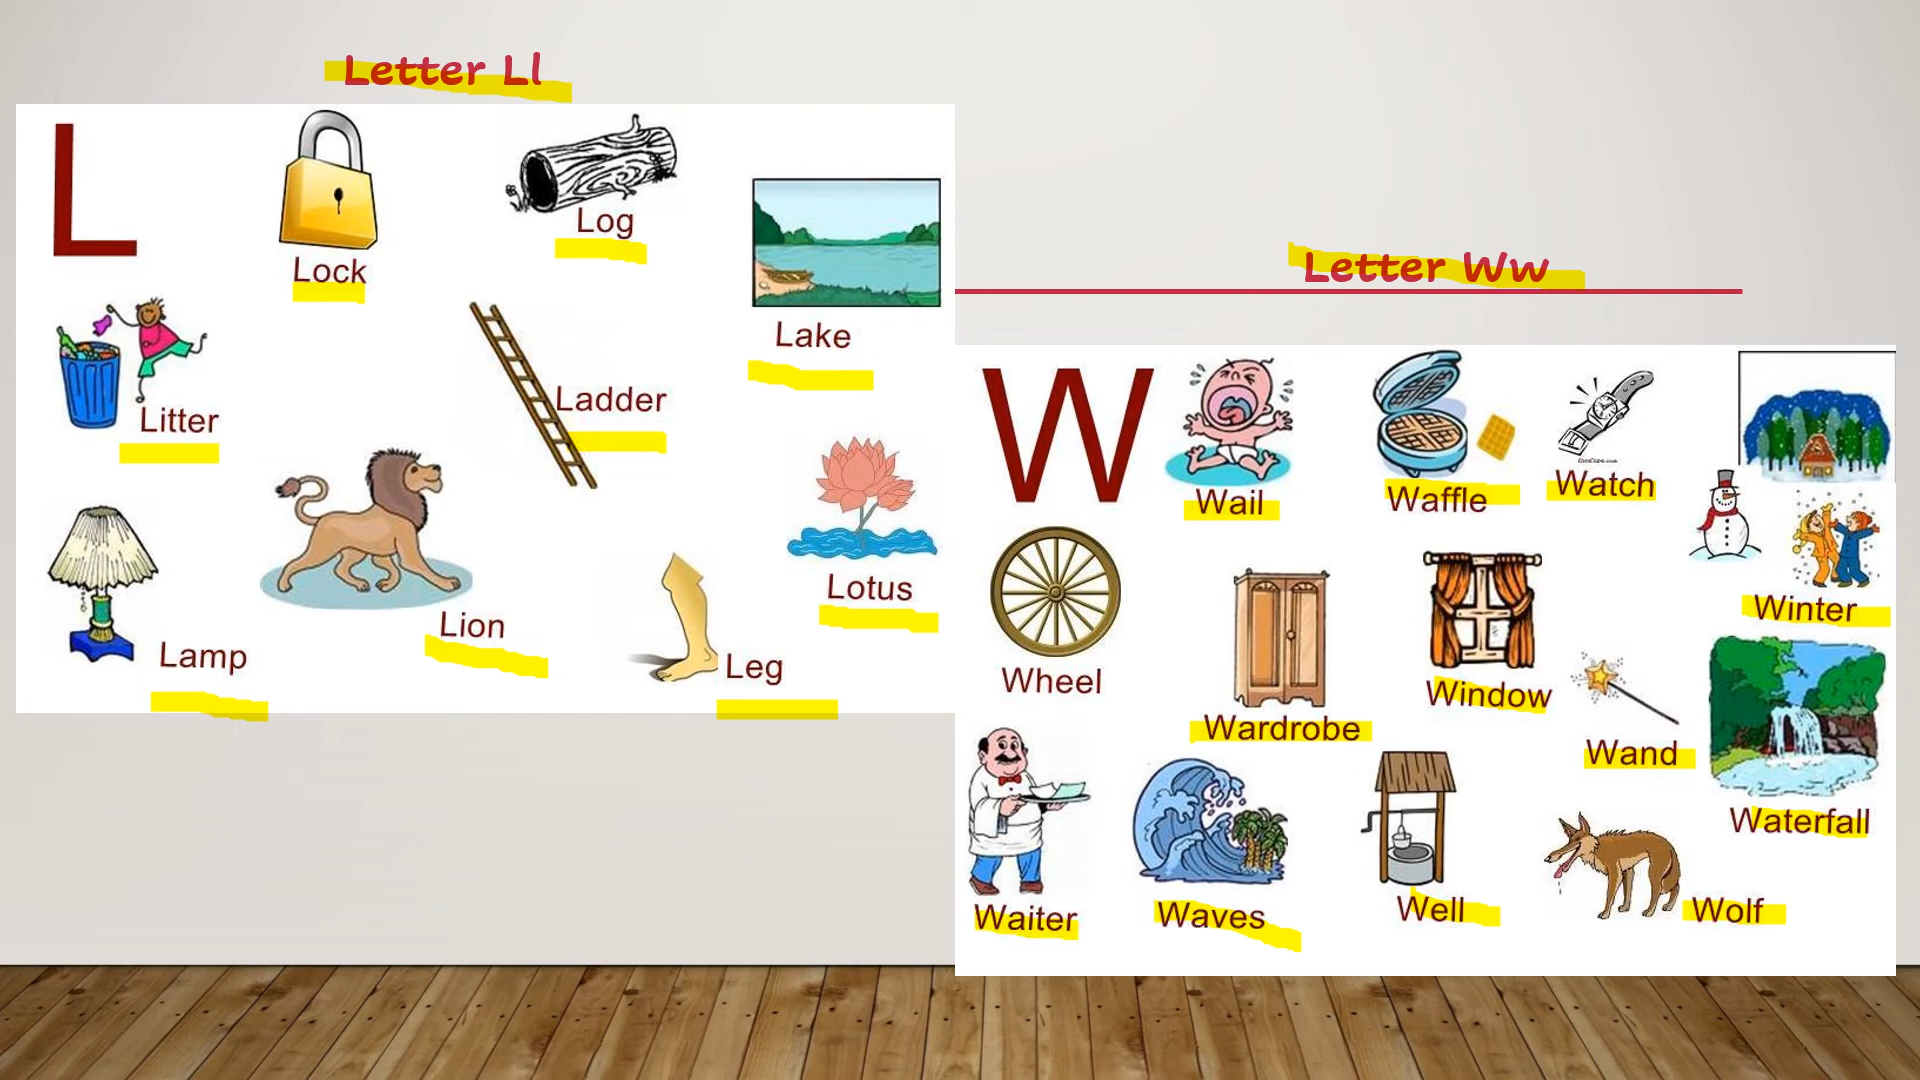 Letter Ll
L
Lock
Log
Lake
Litter
Ladder
Lamp
Lion
Leg
Lotus
Letter Ww
W
Wail
Waffle
Watch
Winter
Wheel
Wardrobe
Window
Wand
Waterfall
Waiter
Waves
Well
Wolf